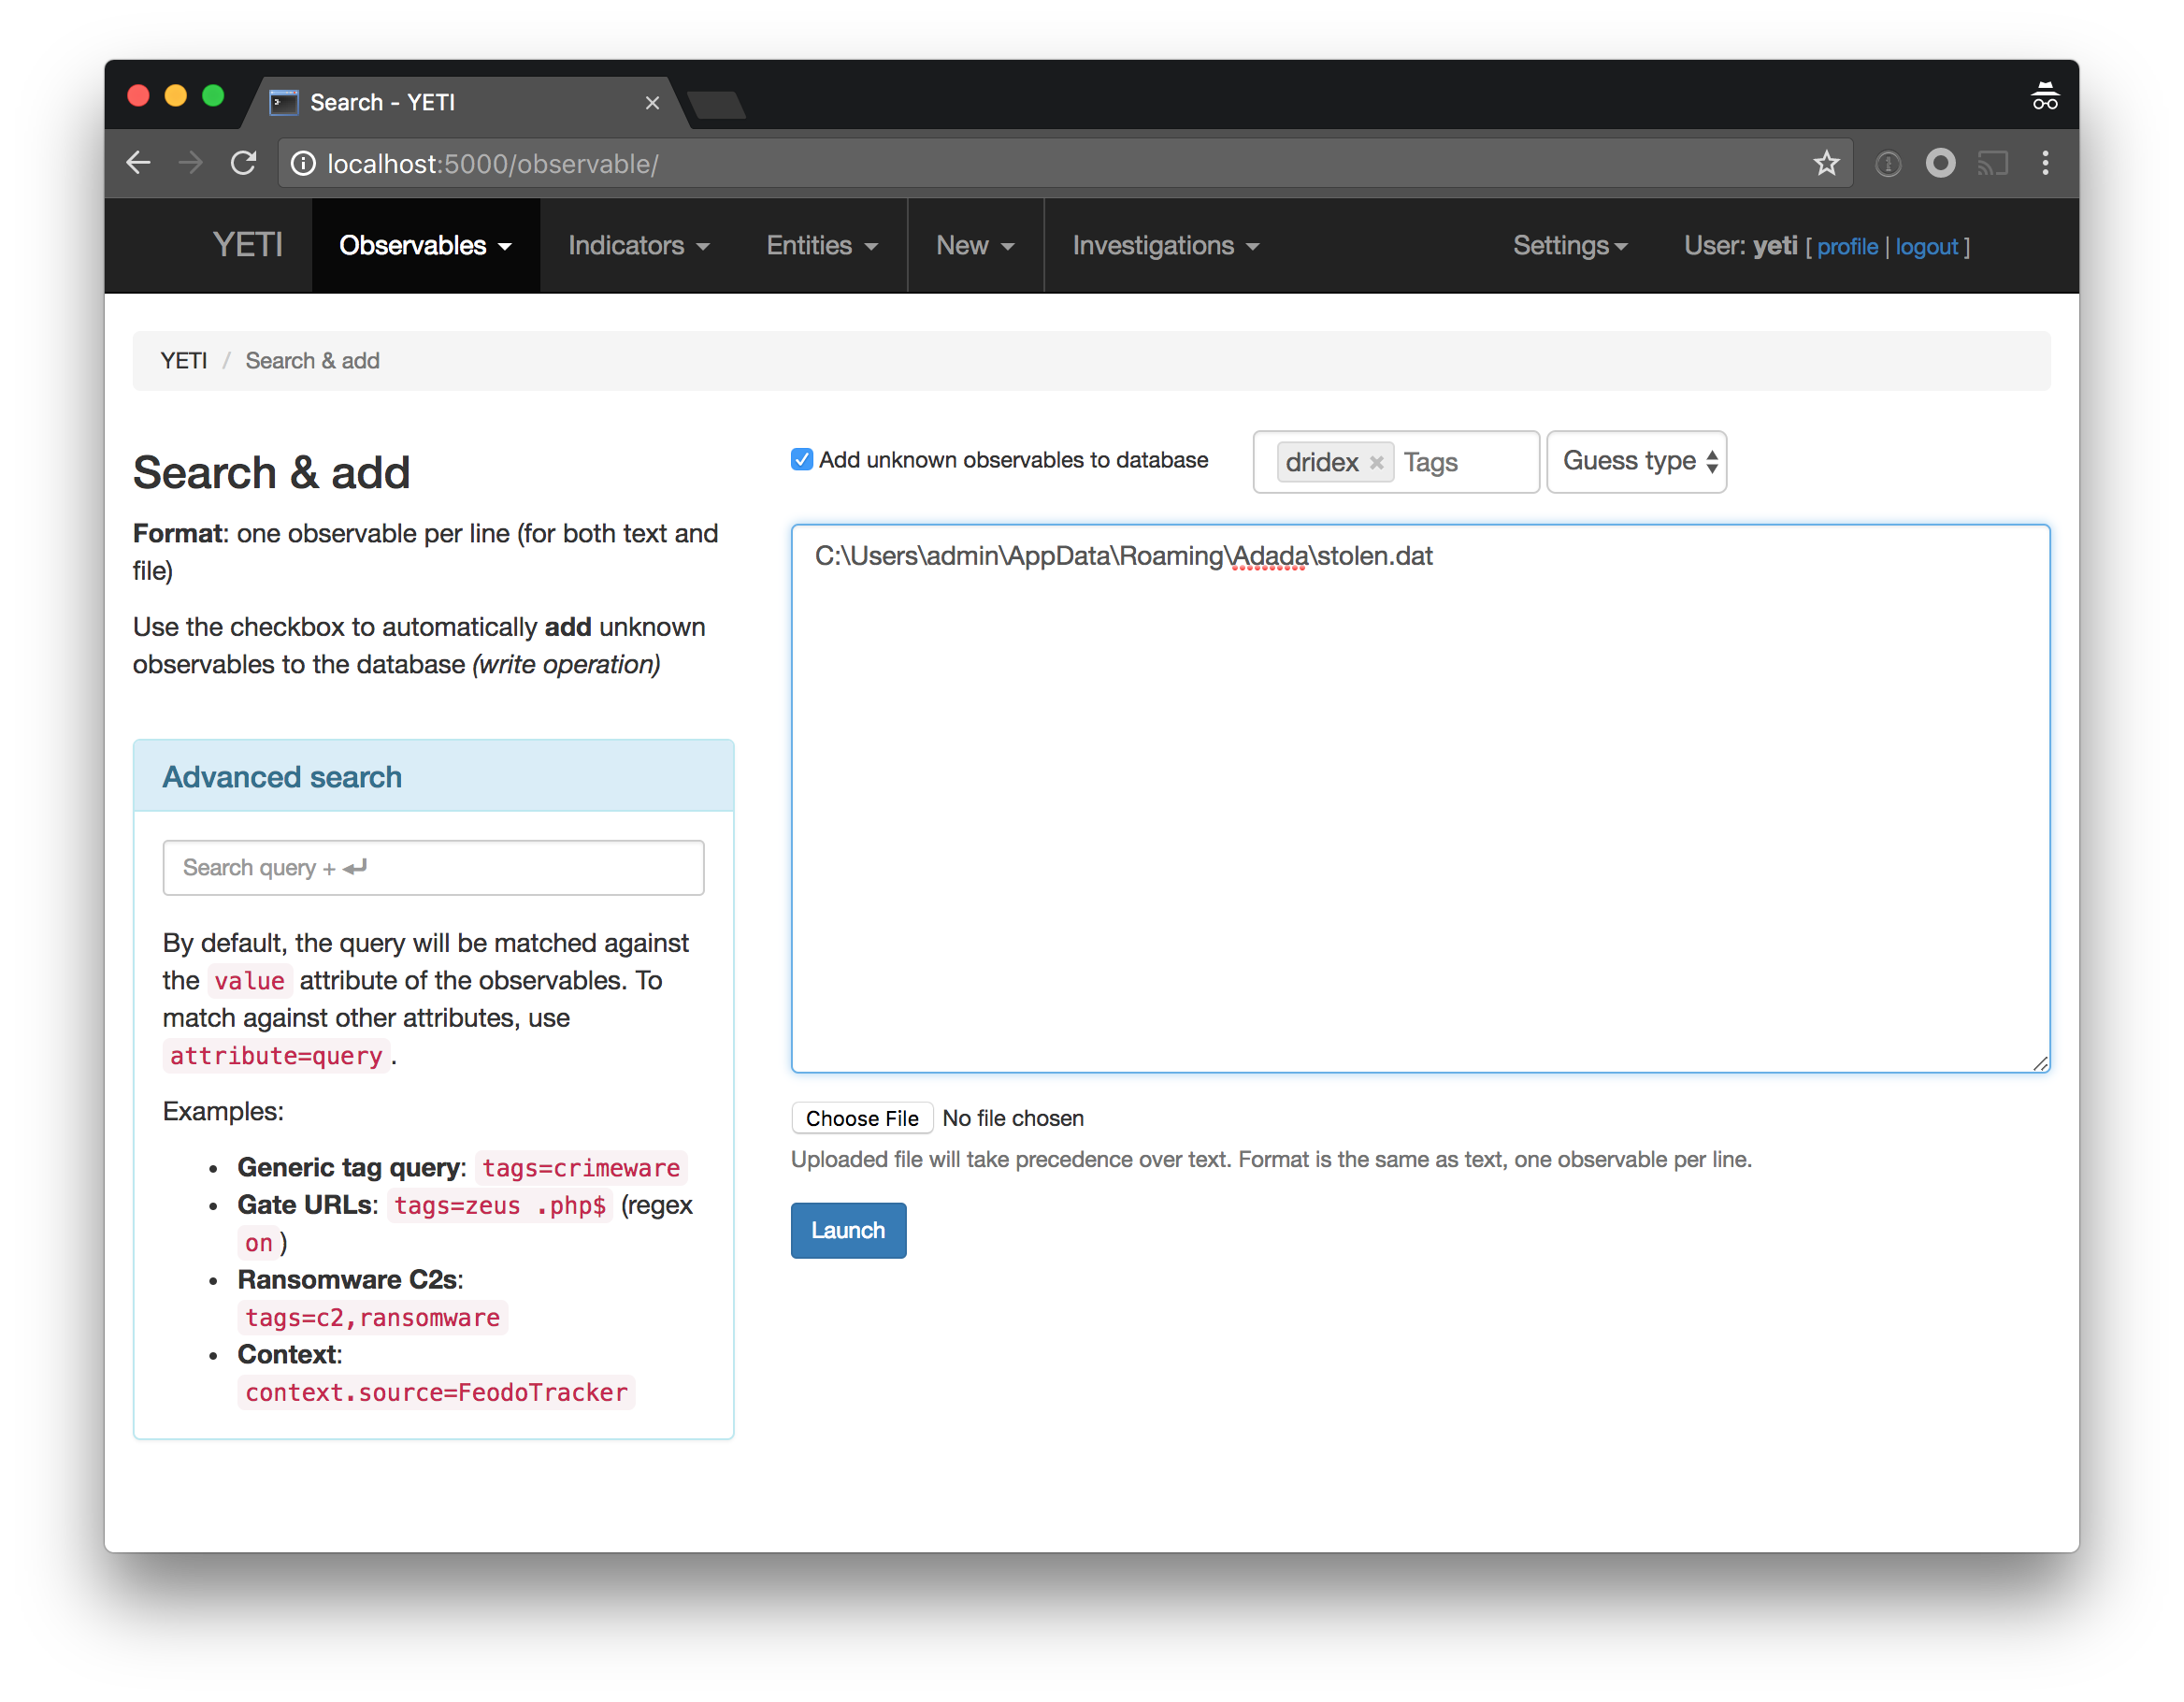 Search - YETI
localhost:5000/observable/
YETI Observables Indicators Entities New Investigations Settings User: yeti [ profile | logout ]
YETI / Search & add
Search & add
Format: one observable per line (for both text and
file)
Use the checkbox to automatically add unknown
observables to the database (write operation)
Advanced search
Search query +
By default, the query will be matched against
the value attribute of the observables. To
match against other attributes, use
attribute=query .
Examples:
• Generic tag query: tags=crimeware
• Gate URLs: tags=zeus .php$ (regex
on )
• Ransomware C2s:
tags=c2,ransomware
• Context:
context.source=FeodoTracker
Add unknown observables to database dridex × Tags Guess type
C:\Users\admin\AppData\Roaming\Adada\stolen.dat
Choose File No file chosen
Uploaded file will take precedence over text. Format is the same as text, one observable per line.
Launch